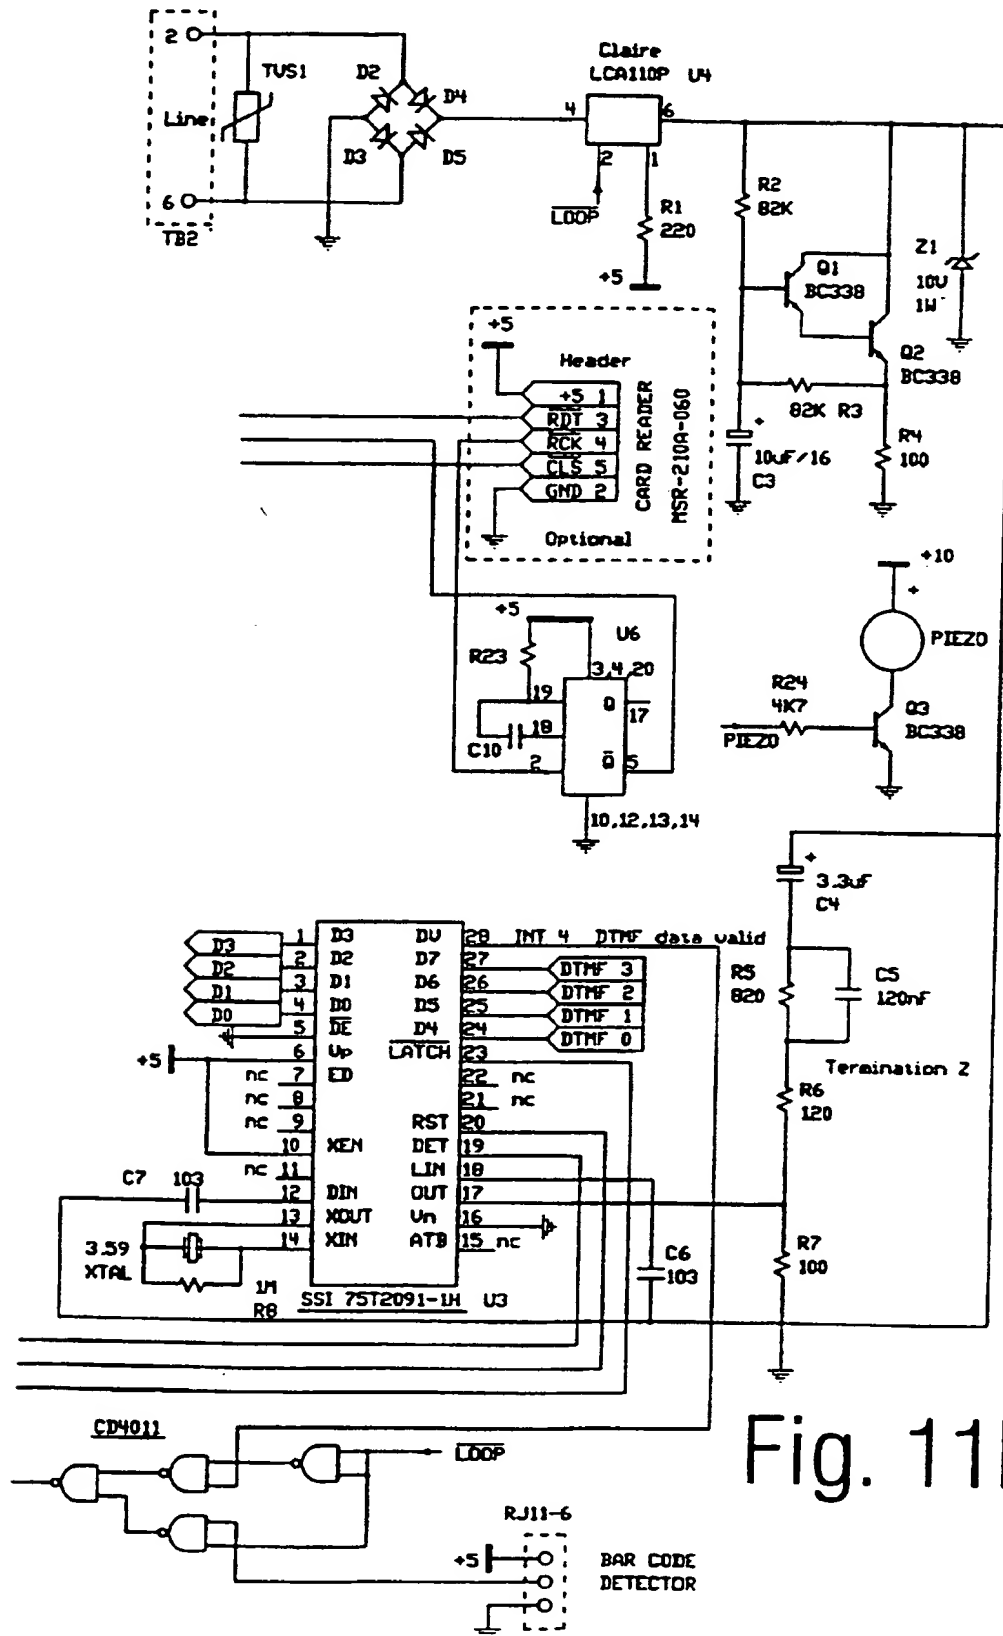 2
TVS1
Line
6
TB2
D2
D4
D3
D5
Claire
LCA110P U4
4
6
2
1
LOOP
R1
220
+5
R2
82K
Q1
BC338
Z1
10V
1W
Q2
BC338
82K R3
+
10uF/16
C3
R4
100
+5
Header
+5 1
RDT 3
RCK 4
CLS 5
GND 2
CARD READER
MSR-210A-060
Optional
+10
+
PIEZO
R24
4K7
PIEZO
Q3
BC338
+5
U6
R23
3,4,20
19
Q
17
18
C10
2
Q
5
10,12,13,14
+
3.3uF
C4
R5
820
C5
120nF
Termination Z
R6
120
R7
100
D3
D2
D1
D0
1 D3 DV 28 INT 4 DTMF data valid
2 D2 D7 27 DTMF 3
3 D1 D6 26 DTMF 2
4 D0 D5 25 DTMF 1
5 DE D4 24 DTMF 0
+5
6 Vp LATCH 23
nc 7 ED 22 nc
nc 8 21 nc
nc 9 RST 20
10 XEN DET 19
nc 11 LIN 18
C7 103
12 DIN OUT 17
13 XOUT Vn 16
14 XIN ATB 15 nc
3.59
XTAL
1M
R8
SSI 75T2091-1H U3
C6
103
CD4011
LOOP
Fig. 11
RJ11-6
+5
BAR CODE
DETECTOR